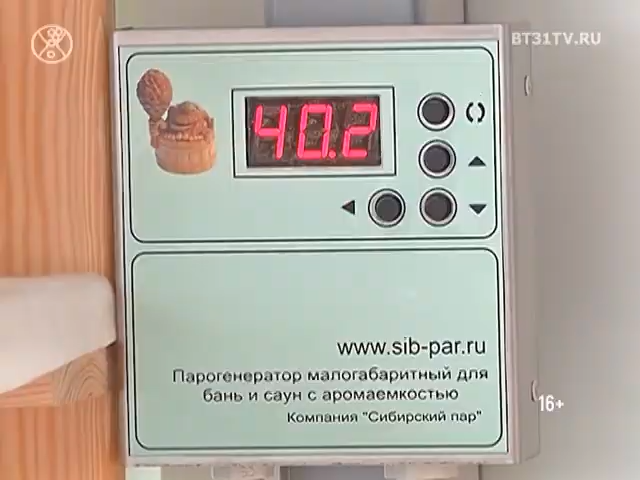 BT31TV.RU
40.2
www.sib-par.ru
Парогенератор малогабаритный для
бань и саун с аромаемкостью
Компания "Сибирский пар"
16+